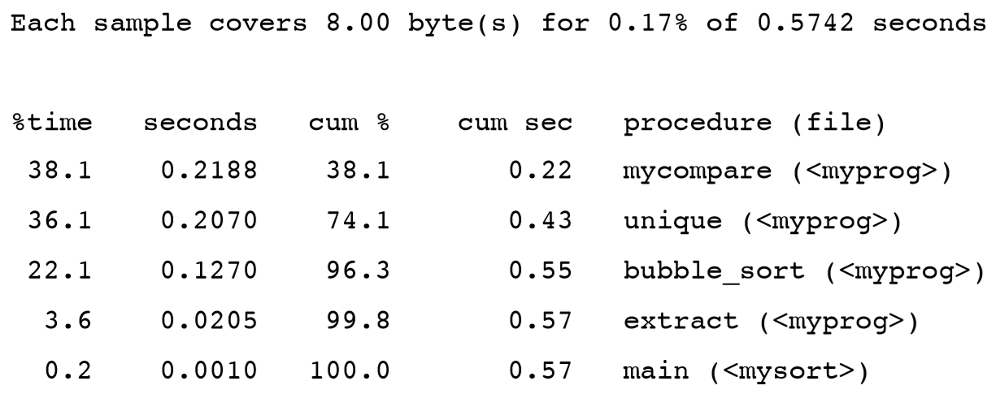 Each sample covers 8.00 byte(s) for 0.17% of 0.5742 seconds
%time seconds cum % cum sec procedure (file)
38.1 0.2188 38.1 0.22 mycompare (<myprog>)
36.1 0.2070 74.1 0.43 unique (<myprog>)
22.1 0.1270 96.3 0.55 bubble_sort (<myprog>)
3.6 0.0205 99.8 0.57 extract (<myprog>)
0.2 0.0010 100.0 0.57 main (<mysort>)